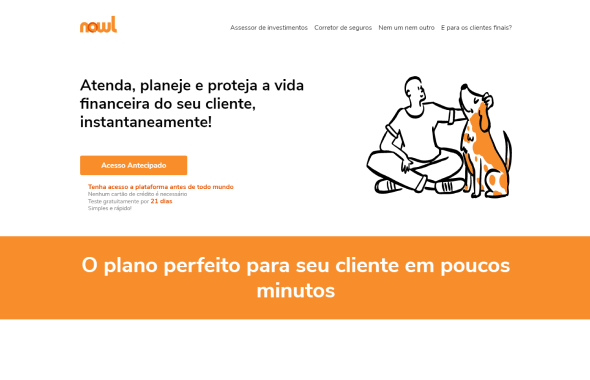 nowl
Assessor de investimentos Corretor de seguros Nem um nem outro E para os clientes finais?
Atenda, planeje e proteja a vida
financeira do seu cliente,
instantaneamente!
Acesso Antecipado
Tenha acesso a plataforma antes de todo mundo
Nenhum cartão de crédito é necessário
Teste gratuitamente por 21 dias
Simples e rápido!
O plano perfeito para seu cliente em poucos
minutos